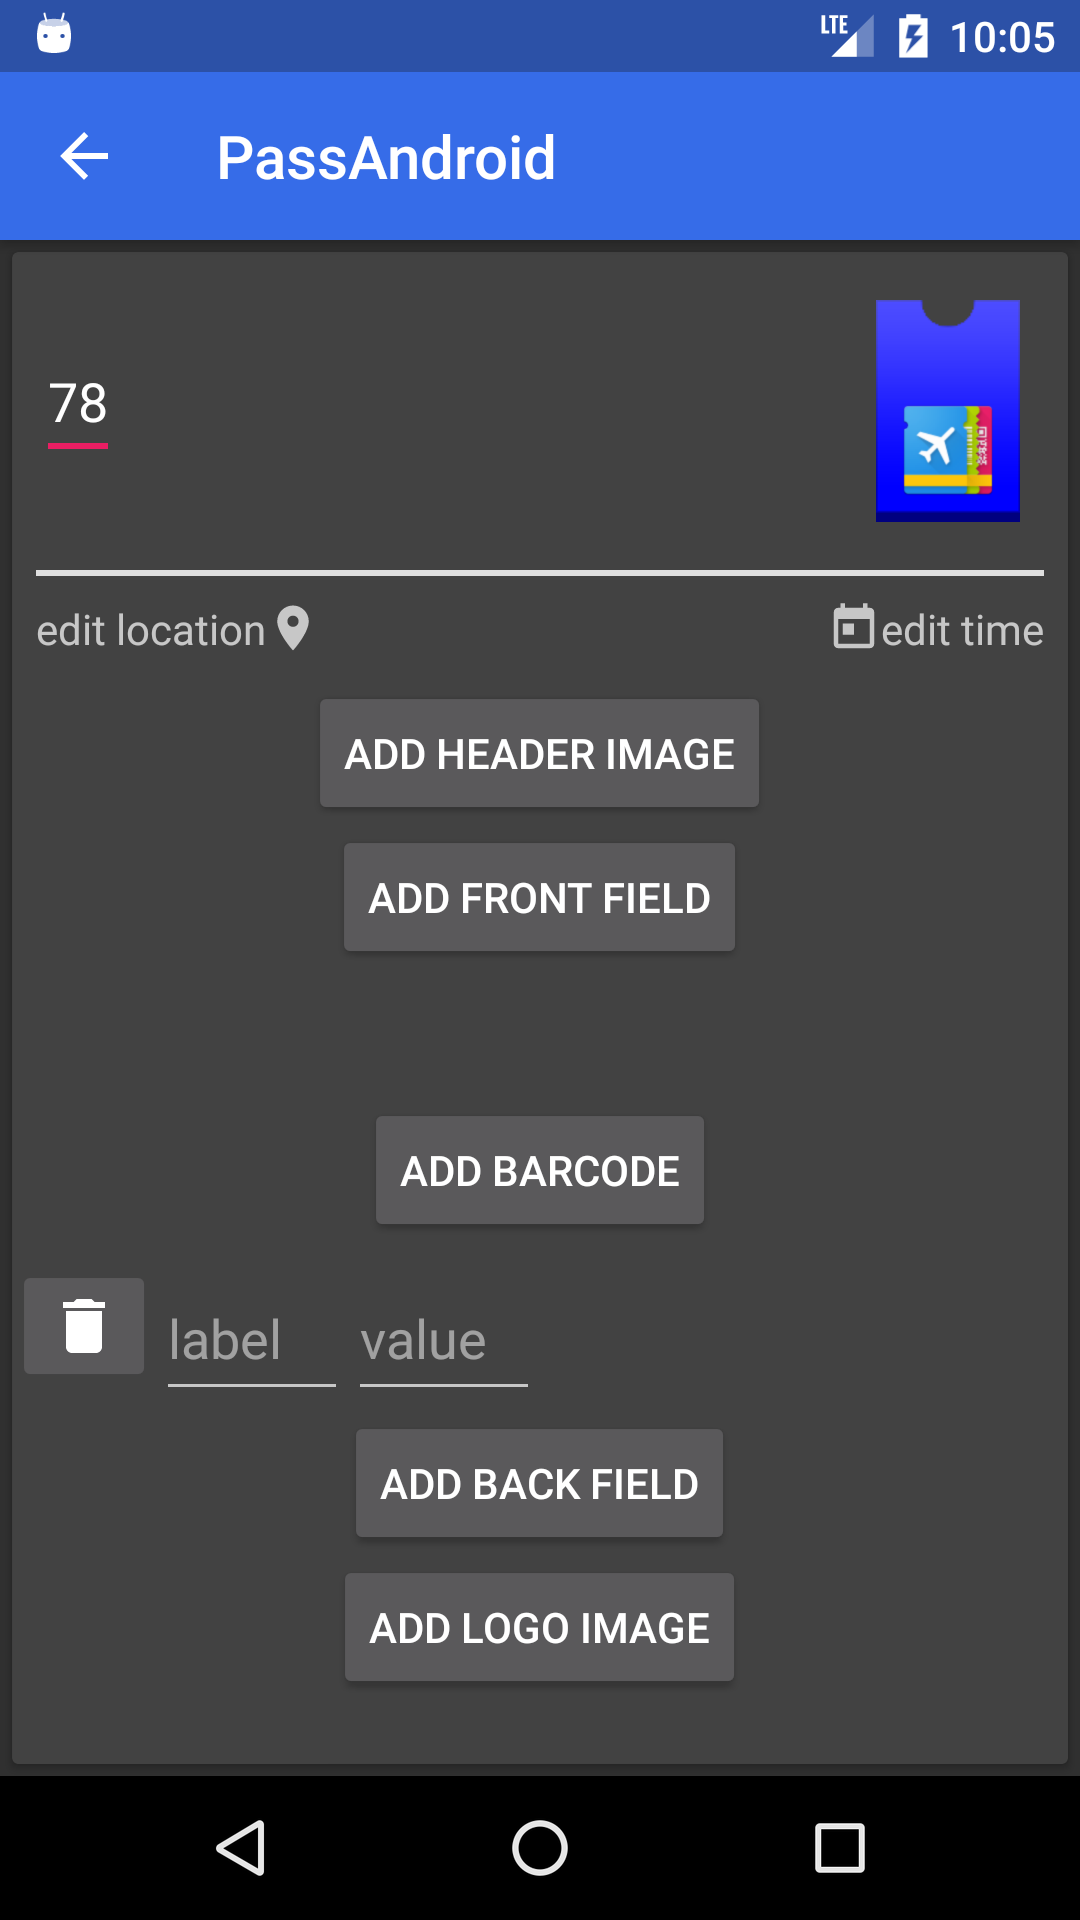 LTE 10:05
PassAndroid
78
edit location edit time
ADD HEADER IMAGE
ADD FRONT FIELD
ADD BARCODE
label value
ADD BACK FIELD
ADD LOGO IMAGE